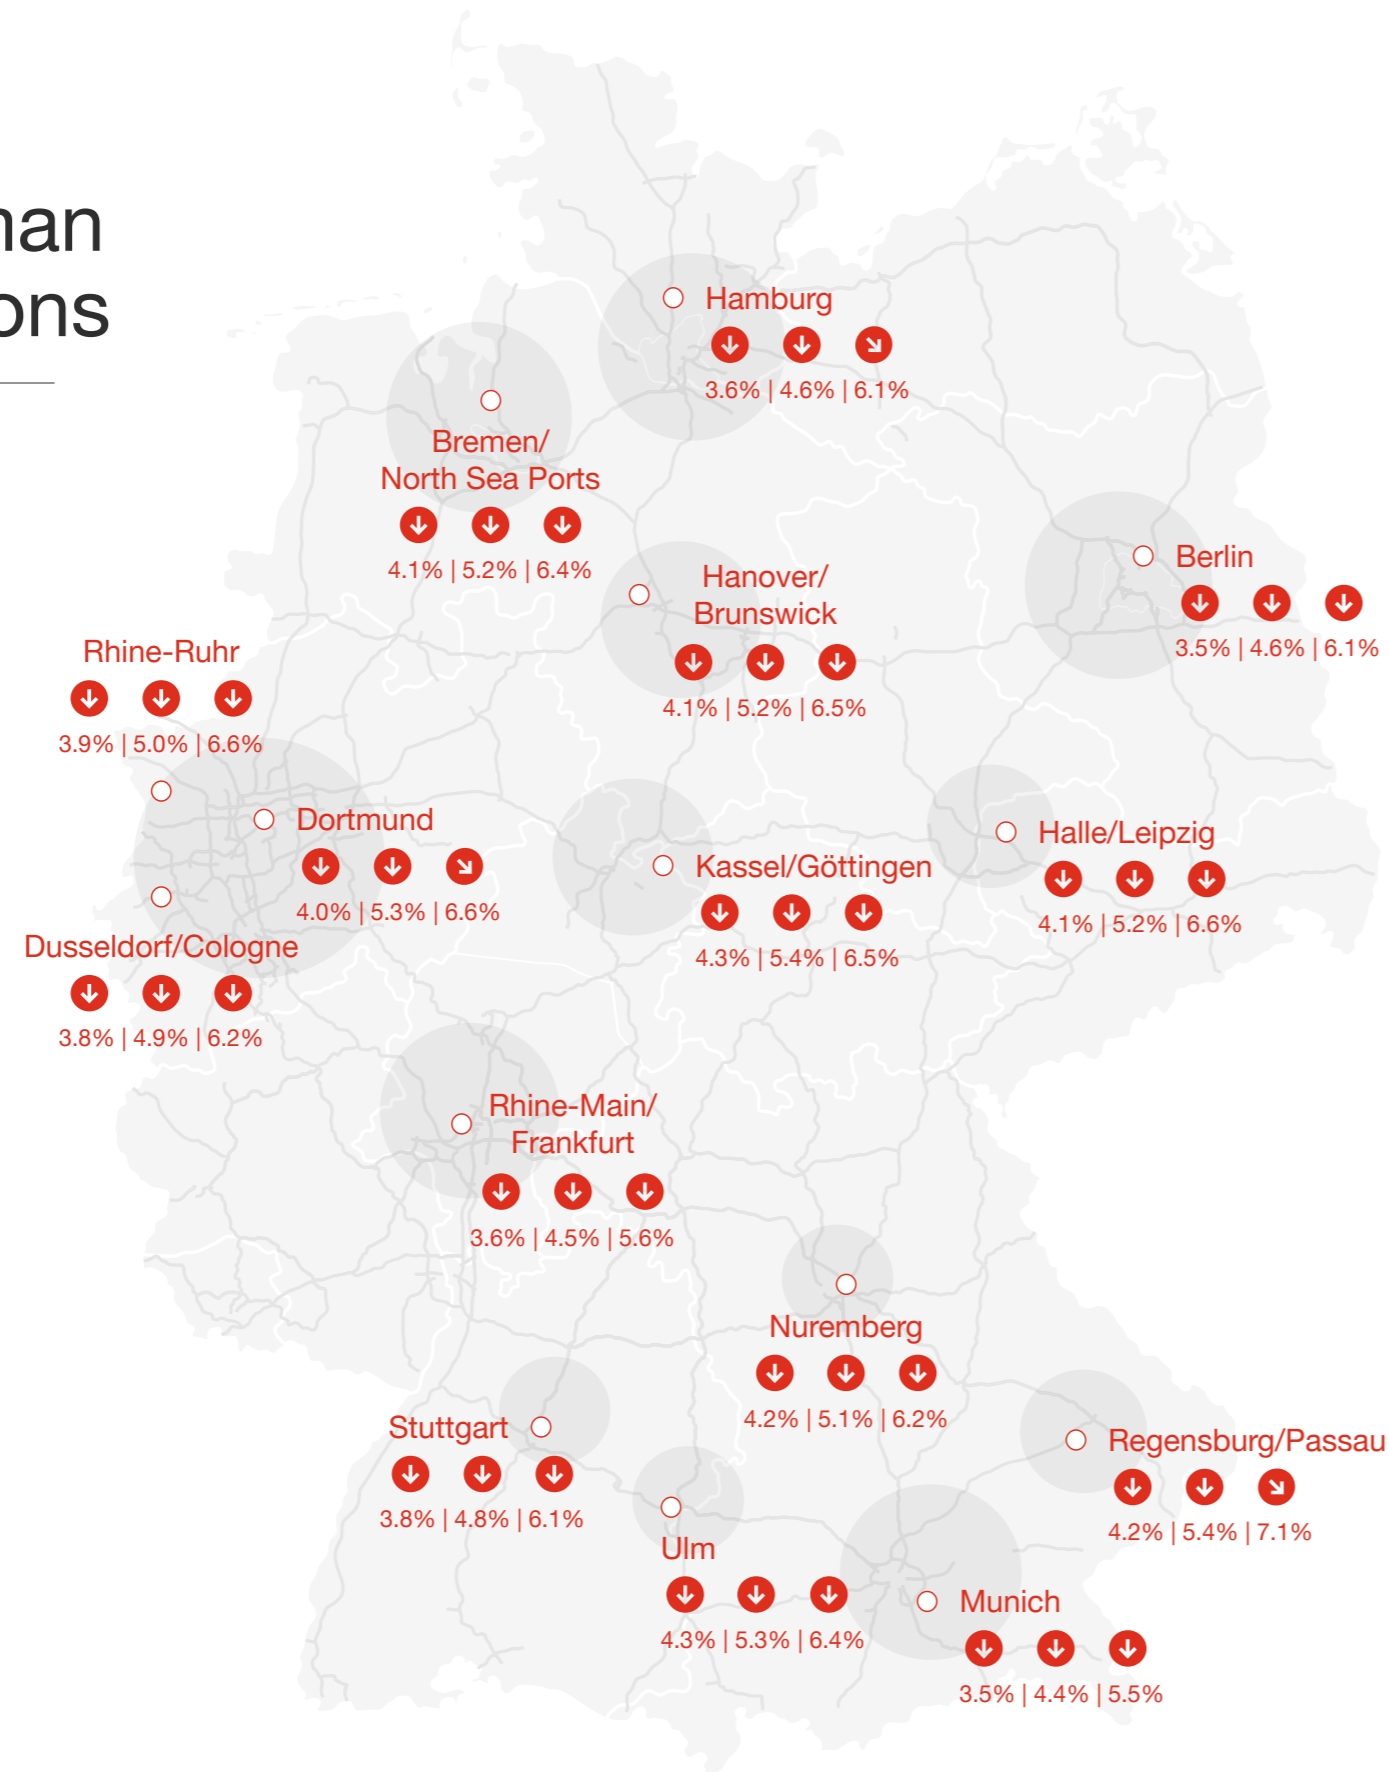 man
ons
Hamburg
3.6% | 4.6% | 6.1%
Bremen/
North Sea Ports
4.1% | 5.2% | 6.4%
Hanover/
Brunswick
4.1% | 5.2% | 6.5%
Berlin
3.5% | 4.6% | 6.1%
Rhine-Ruhr
3.9% | 5.0% | 6.6%
Dortmund
4.0% | 5.3% | 6.6%
Kassel/Göttingen
4.3% | 5.4% | 6.5%
Halle/Leipzig
4.1% | 5.2% | 6.6%
Dusseldorf/Cologne
3.8% | 4.9% | 6.2%
Rhine-Main/
Frankfurt
3.6% | 4.5% | 5.6%
Nuremberg
4.2% | 5.1% | 6.2%
Stuttgart
3.8% | 4.8% | 6.1%
Regensburg/Passau
4.2% | 5.4% | 7.1%
Ulm
4.3% | 5.3% | 6.4%
Munich
3.5% | 4.4% | 5.5%